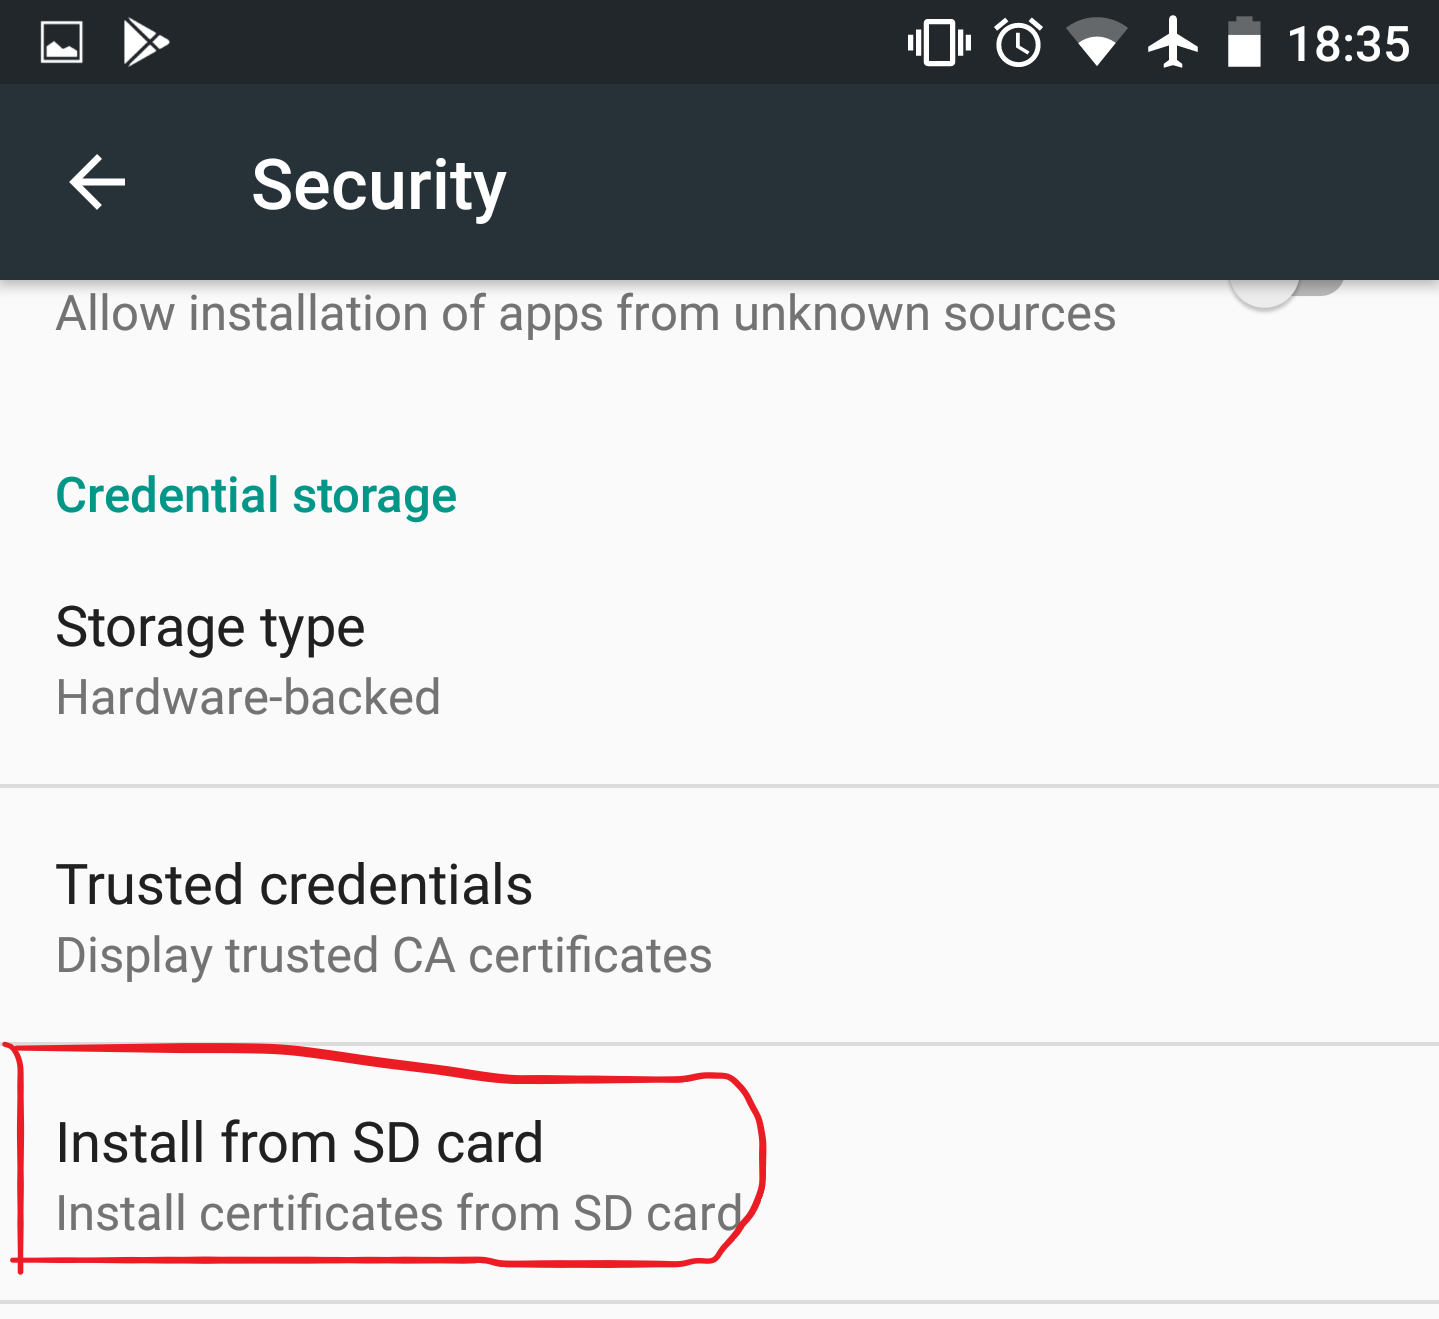 18:35
Security
Allow installation of apps from unknown sources
Credential storage
Storage type
Hardware-backed
Trusted credentials
Display trusted CA certificates
Install from SD card
Install certificates from SD card